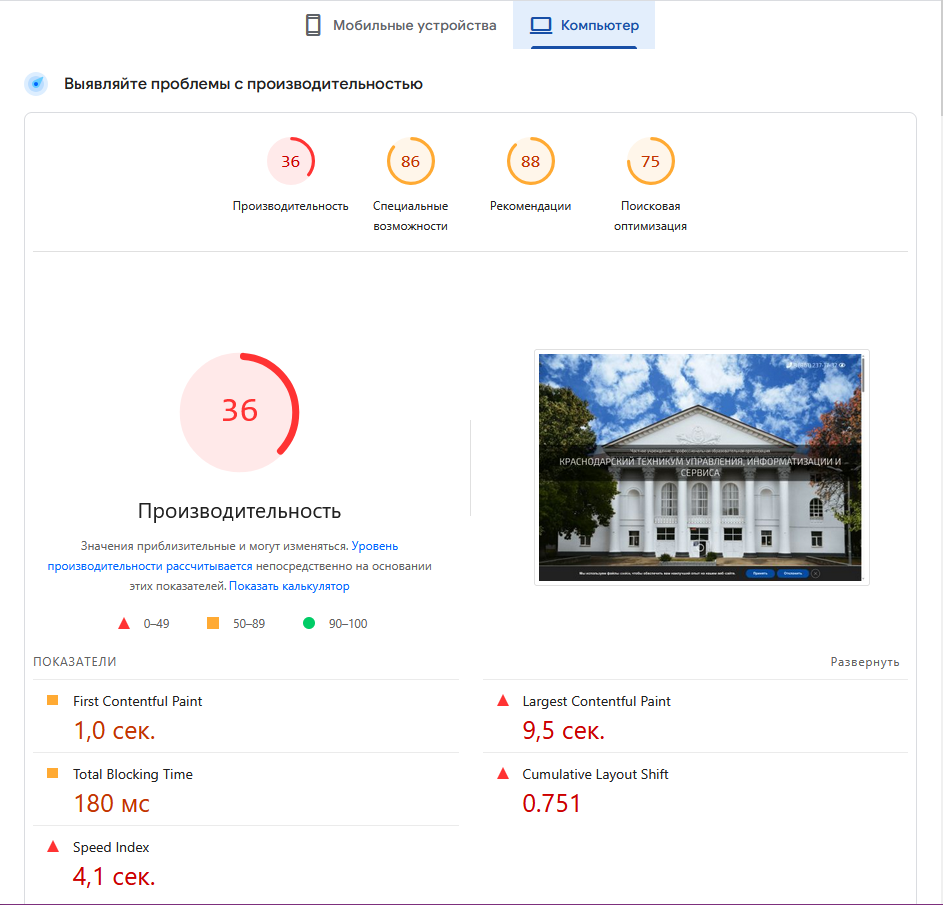 Мобильные устройства
Компьютер
Выявляйте проблемы с производительностью
36
86
88
75
Производительность
Специальные
возможности
Рекомендации
Поисковая
оптимизация
36
Производительность
Значения приблизительные и могут изменяться. Уровень
производительности рассчитывается непосредственно на основании
этих показателей. Показать калькулятор
0–49
50–89
90–100
КРАСНОДАРСКИЙ ТЕХНИКУМ УПРАВЛЕНИЯ, ИНФОРМАТИЗАЦИИ И
СЕРВИСА
ПОКАЗАТЕЛИ
Развернуть
First Contentful Paint
1,0 сек.
Largest Contentful Paint
9,5 сек.
Total Blocking Time
180 мс
Cumulative Layout Shift
0.751
Speed Index
4,1 сек.